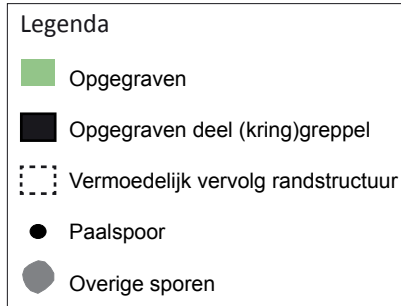 Legenda
Opgegraven
Opgegraven deel (kring)greppel
Vermoedelijk vervolg randstructuur
Paalspoor
Overige sporen